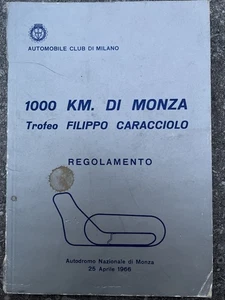 AUTOMOBILE CLUB DI MILANO
1000 KM. DI MONZA
Trofeo FILIPPO CARACCIOLO
REGOLAMENTO
Autodromo Nazionale di Monza
25 Aprile 1966